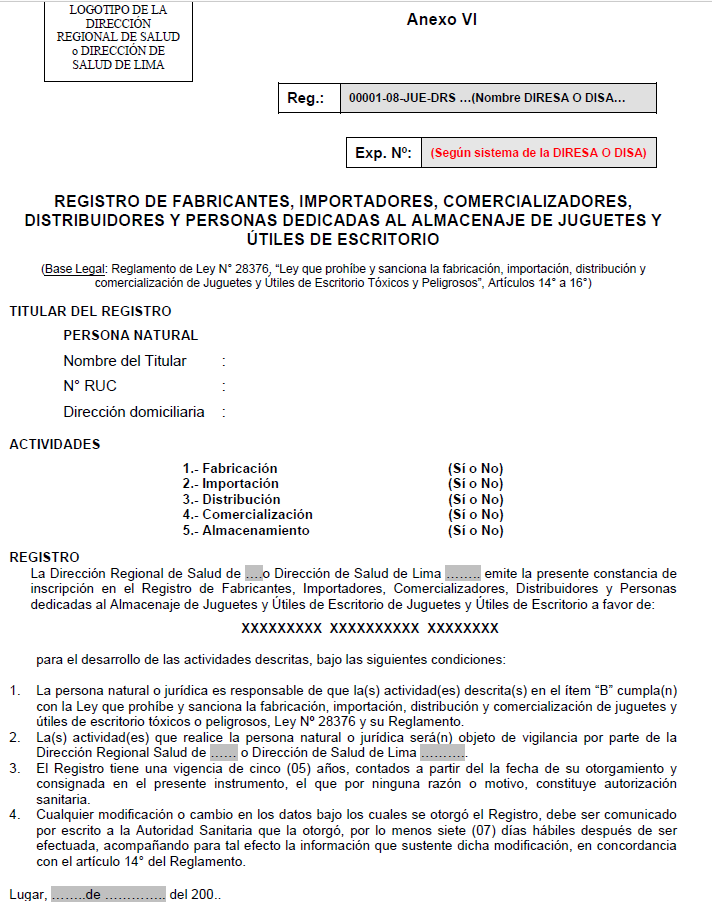 LOGOTIPO DE LA
DIRECCIÓN
REGIONAL DE SALUD
o DIRECCIÓN DE
SALUD DE LIMA
Anexo VI
Reg.: 00001-08-JUE-DRS …(Nombre DIRESA O DISA…
Exp. Nº: (Según sistema de la DIRESA O DISA)
REGISTRO DE FABRICANTES, IMPORTADORES, COMERCIALIZADORES,
DISTRIBUIDORES Y PERSONAS DEDICADAS AL ALMACENAJE DE JUGUETES Y
ÚTILES DE ESCRITORIO
(Base Legal: Reglamento de Ley N° 28376, “Ley que prohíbe y sanciona la fabricación, importación, distribución y
comercialización de Juguetes y Útiles de Escritorio Tóxicos y Peligrosos”, Artículos 14° a 16°)
TITULAR DEL REGISTRO
PERSONA NATURAL
Nombre del Titular :
N° RUC :
Dirección domiciliaria :
ACTIVIDADES
1.- Fabricación (Sí o No)
2.- Importación (Sí o No)
3.- Distribución (Sí o No)
4.- Comercialización (Sí o No)
5.- Almacenamiento (Sí o No)
REGISTRO
La Dirección Regional de Salud de ….o Dirección de Salud de Lima …….. emite la presente constancia de
inscripción en el Registro de Fabricantes, Importadores, Comercializadores, Distribuidores y Personas
dedicadas al Almacenaje de Juguetes y Útiles de Escritorio de Juguetes y Útiles de Escritorio a favor de:
XXXXXXXXX XXXXXXXXXX XXXXXXXX
para el desarrollo de las actividades descritas, bajo las siguientes condiciones:
1. La persona natural o jurídica es responsable de que la(s) actividad(es) descrita(s) en el ítem “B” cumpla(n)
con la Ley que prohíbe y sanciona la fabricación, importación, distribución y comercialización de juguetes y
útiles de escritorio tóxicos o peligrosos, Ley Nº 28376 y su Reglamento.
2. La(s) actividad(es) que realice la persona natural o jurídica será(n) objeto de vigilancia por parte de la
Dirección Regional Salud de …… o Dirección de Salud de Lima ……….
3. El Registro tiene una vigencia de cinco (05) años, contados a partir del la fecha de su otorgamiento y
consignada en el presente instrumento, el que por ninguna razón o motivo, constituye autorización
sanitaria.
4. Cualquier modificación o cambio en los datos bajo los cuales se otorgó el Registro, debe ser comunicado
por escrito a la Autoridad Sanitaria que la otorgó, por lo menos siete (07) días hábiles después de ser
efectuada, acompañando para tal efecto la información que sustente dicha modificación, en concordancia
con el artículo 14° del Reglamento.
Lugar, ……..de ………….. del 200..